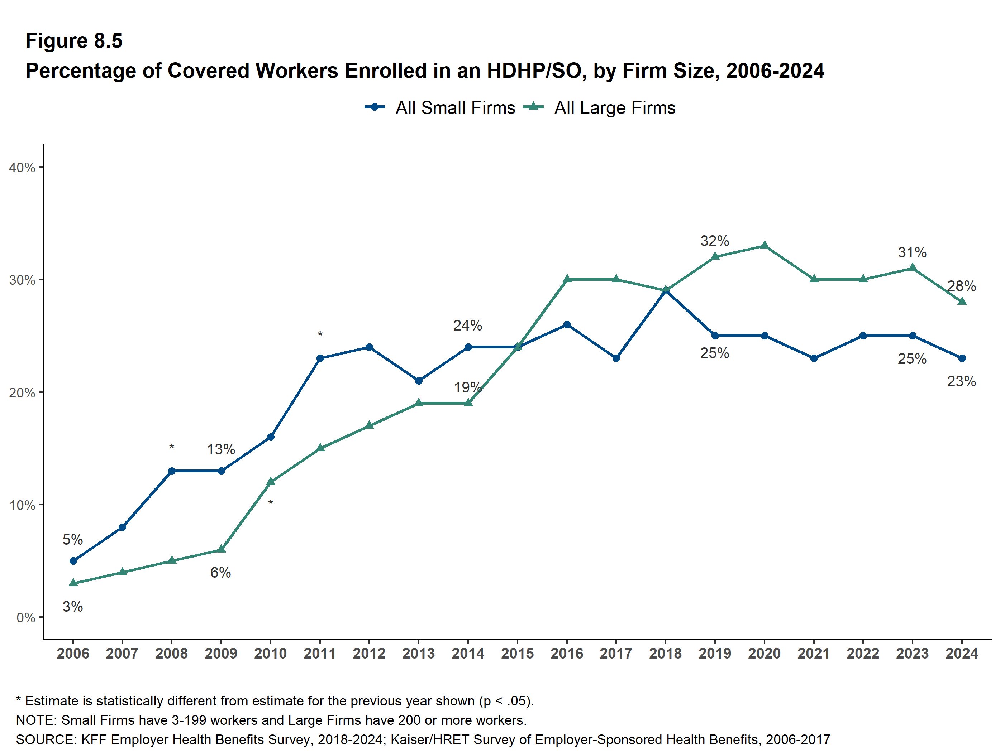 Figure 8.5
Percentage of Covered Workers Enrolled in an HDHP/SO, by Firm Size, 2006-2024
All Small Firms All Large Firms
40%
30%
20%
10%
0%
32%
31%
28%
24%
*
25%
25%
23%
19%
*
13%
*
5%
6%
3%
2006 2007 2008 2009 2010 2011 2012 2013 2014 2015 2016 2017 2018 2019 2020 2021 2022 2023 2024
* Estimate is statistically different from estimate for the previous year shown (p < .05).
NOTE: Small Firms have 3-199 workers and Large Firms have 200 or more workers.
SOURCE: KFF Employer Health Benefits Survey, 2018-2024; Kaiser/HRET Survey of Employer-Sponsored Health Benefits, 2006-2017